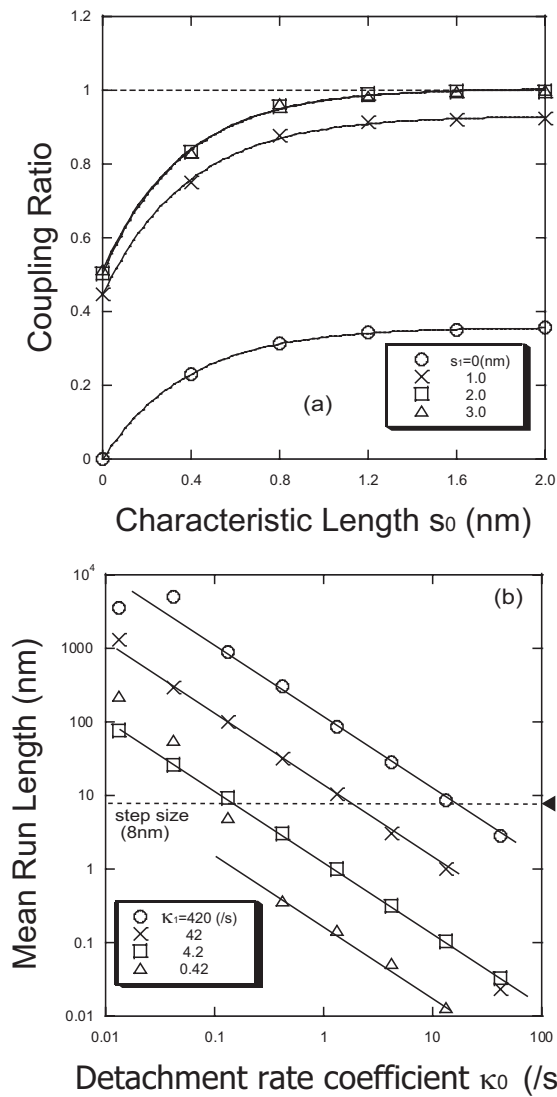 1.2
1
0.8
0.6
0.4
0.2
0
Coupling Ratio
s₁=0(nm)
1.0
2.0
3.0
(a)
0 0.4 0.8 1.2 1.6 2.0
Characteristic Length s₀ (nm)
10⁴
1000
100
10
1
0.1
0.01
Mean Run Length (nm)
(b)
step size
(8nm)
κ₁=420 (/s)
42
4.2
0.42
0.01 0.1 1 10 100
Detachment rate coefficient κ₀ (/s